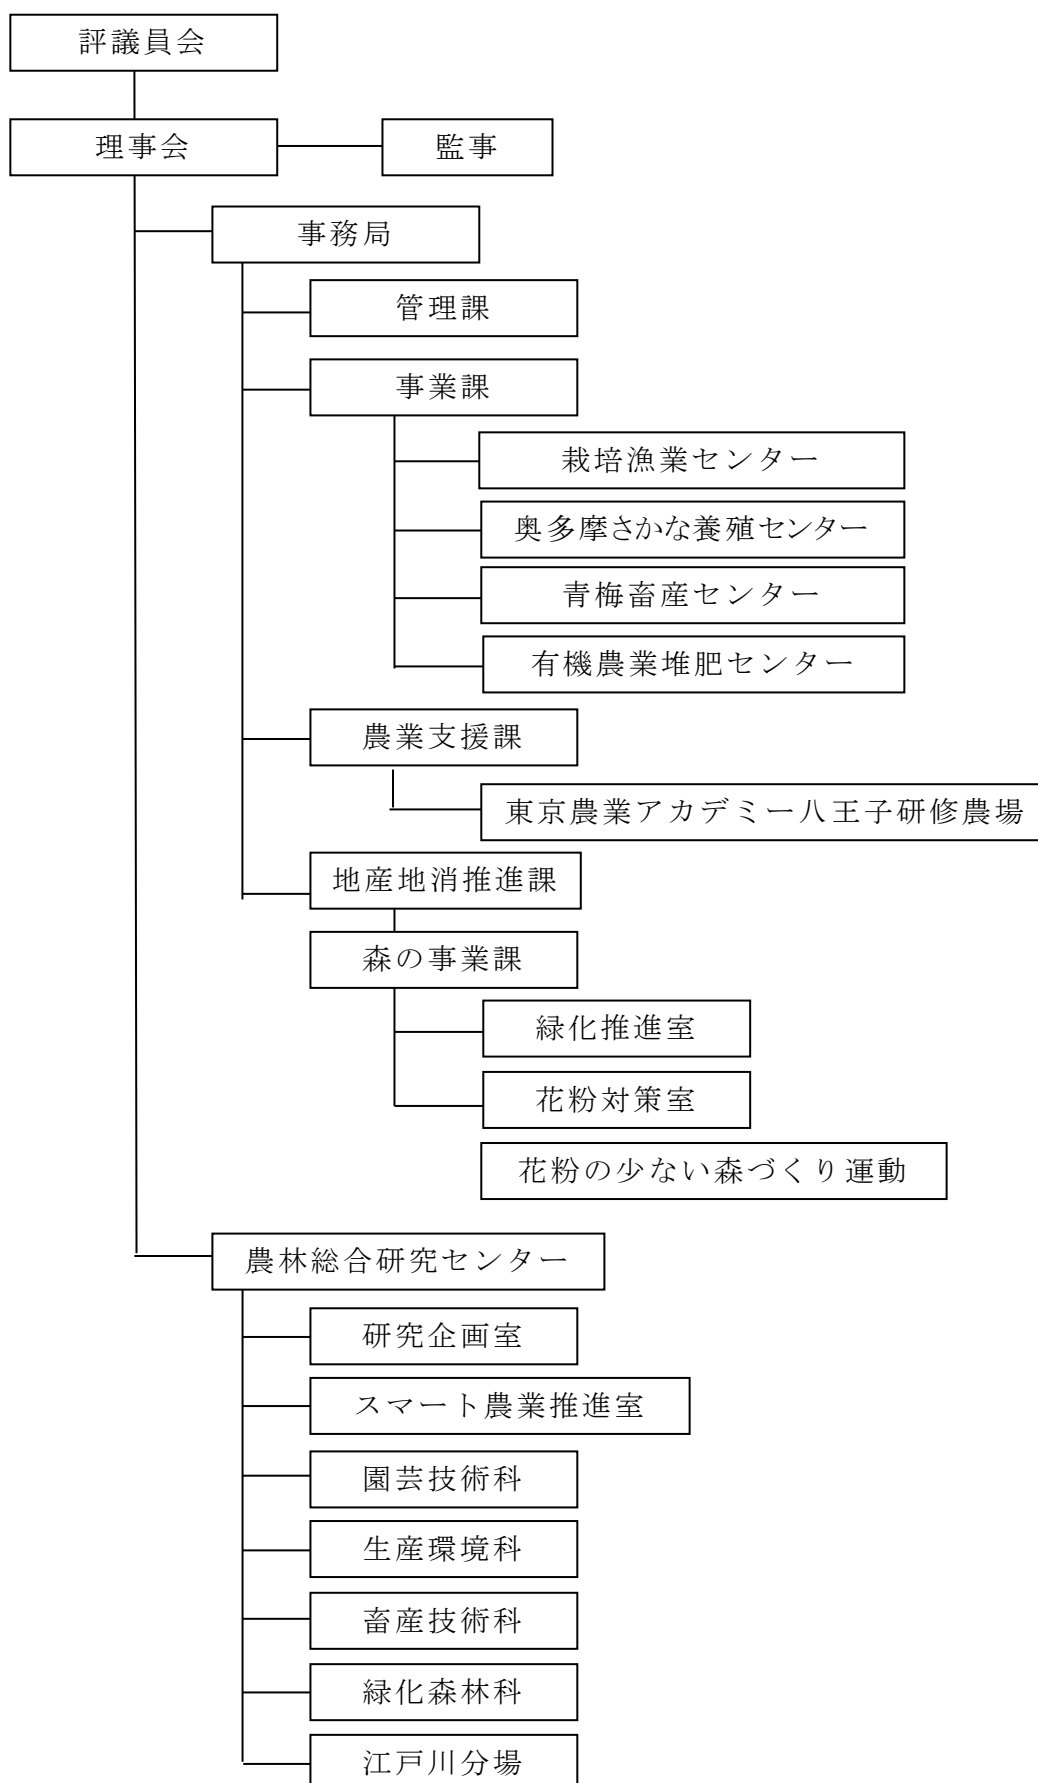 評議員会
理事会
監事
事務局
管理課
事業課
栽培漁業センター
奥多摩さかな養殖センター
青梅畜産センター
有機農業堆肥センター
農業支援課
東京農業アカデミー八王子研修農場
地産地消推進課
森の事業課
緑化推進室
花粉対策室
花粉の少ない森づくり運動
農林総合研究センター
研究企画室
スマート農業推進室
園芸技術科
生産環境科
畜産技術科
緑化森林科
江戸川分場